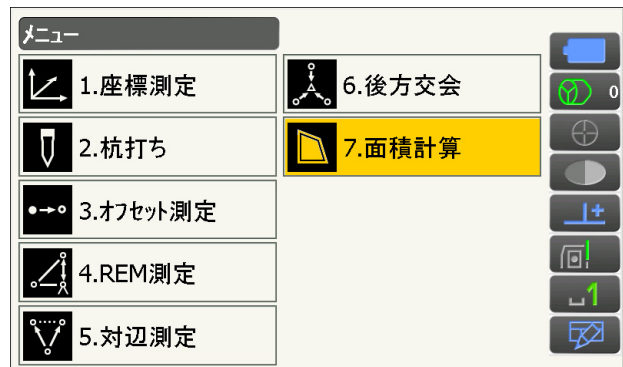 メニュー
1.座標測定
2.杭打ち
3.オフセット測定
4.REM測定
5.対辺測定
6.後方交会
7.面積計算
0
1